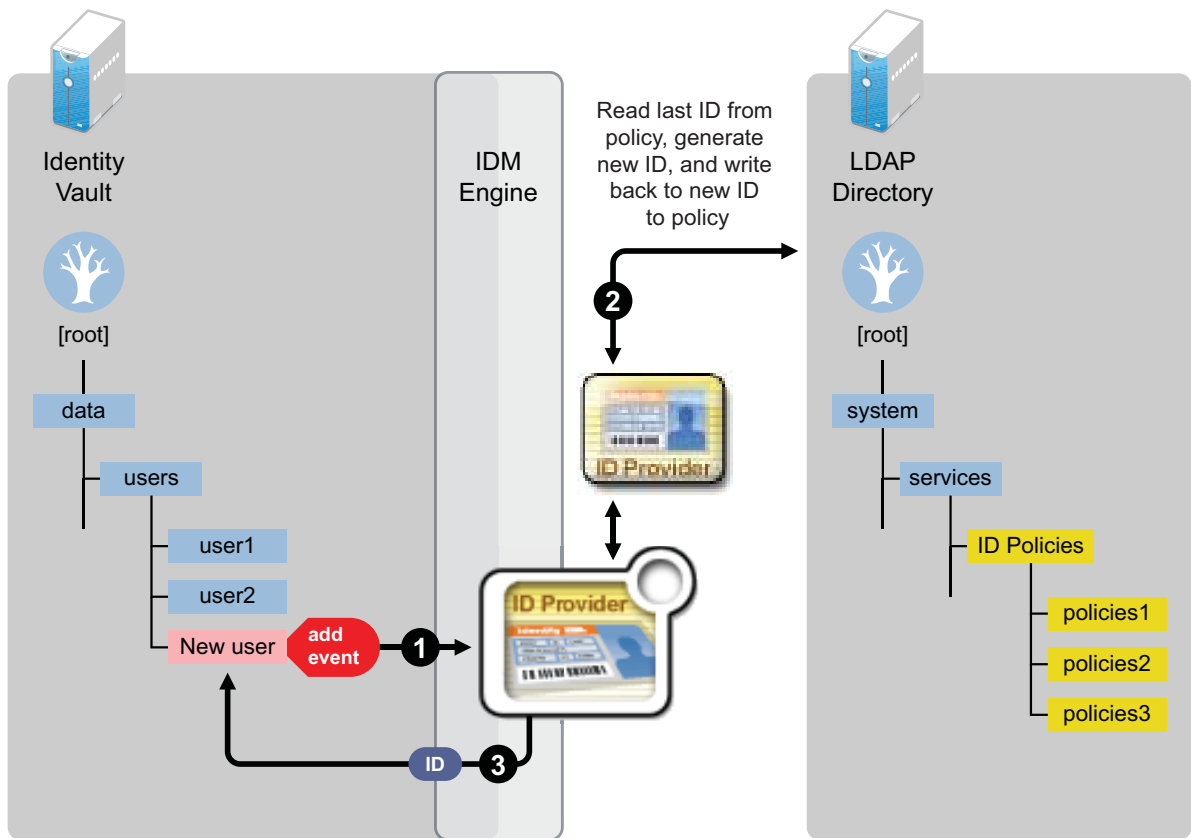 Identity
Vault
[root]
data
users
user1
user2
New user
add
event
1
ID
3
IDM
Engine
Read last ID from
policy, generate
new ID, and write
back to new ID
to policy
2
ID Provider
ID Provider
Identity
LDAP
Directory
[root]
system
services
ID Policies
policies1
policies2
policies3